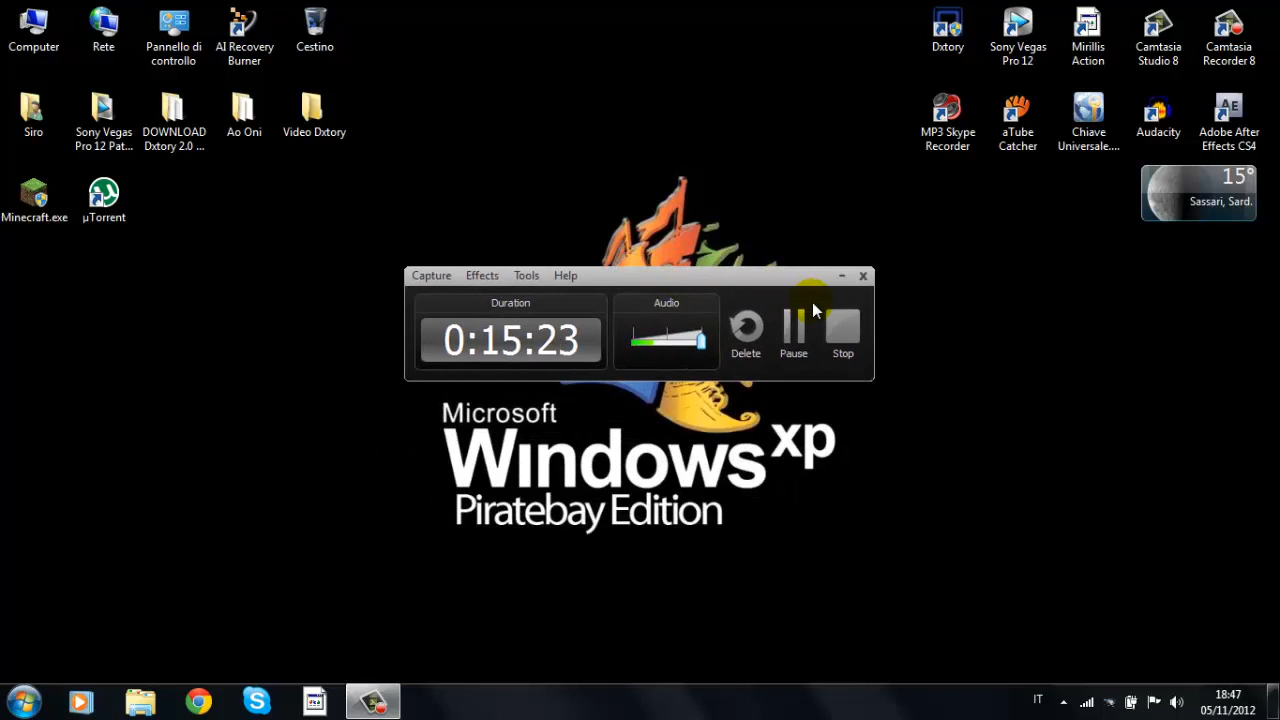 Computer
Rete
Pannello di
controllo
AI Recovery
Burner
Cestino
Dxtory
Sony Vegas
Pro 12
Mirillis
Action
Camtasia
Studio 8
Camtasia
Recorder 8
Siro
Sony Vegas
Pro 12 Pat...
DOWNLOAD
Dxtory 2.0 ...
Ao Oni
Video Dxtory
MP3 Skype
Recorder
aTube
Catcher
Chiave
Universale....
Audacity
AE
Adobe After
Effects CS4
Minecraft.exe
µTorrent
15°
Sassari, Sard.
Capture Effects Tools Help
Duration
0:15:23
Audio
Delete
Pause
Stop
Microsoft
Windows xp
Piratebay Edition
IT
18:47
05/11/2012